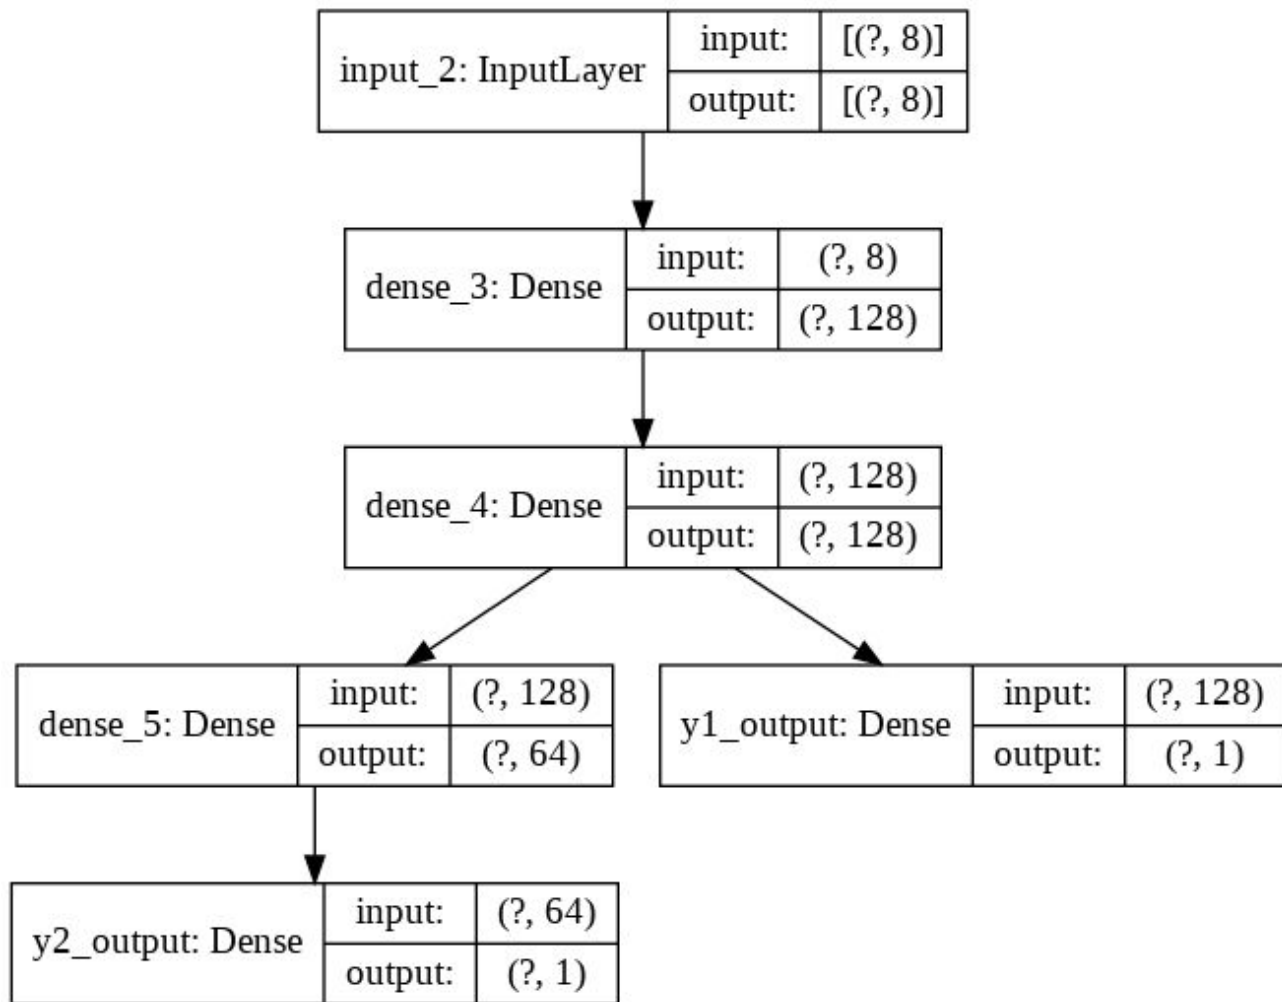 input_2: InputLayer
input: [(?, 8)]
output: [(?, 8)]
dense_3: Dense
input: (?, 8)
output: (?, 128)
dense_4: Dense
input: (?, 128)
output: (?, 128)
dense_5: Dense
input: (?, 128)
output: (?, 64)
y1_output: Dense
input: (?, 128)
output: (?, 1)
y2_output: Dense
input: (?, 64)
output: (?, 1)